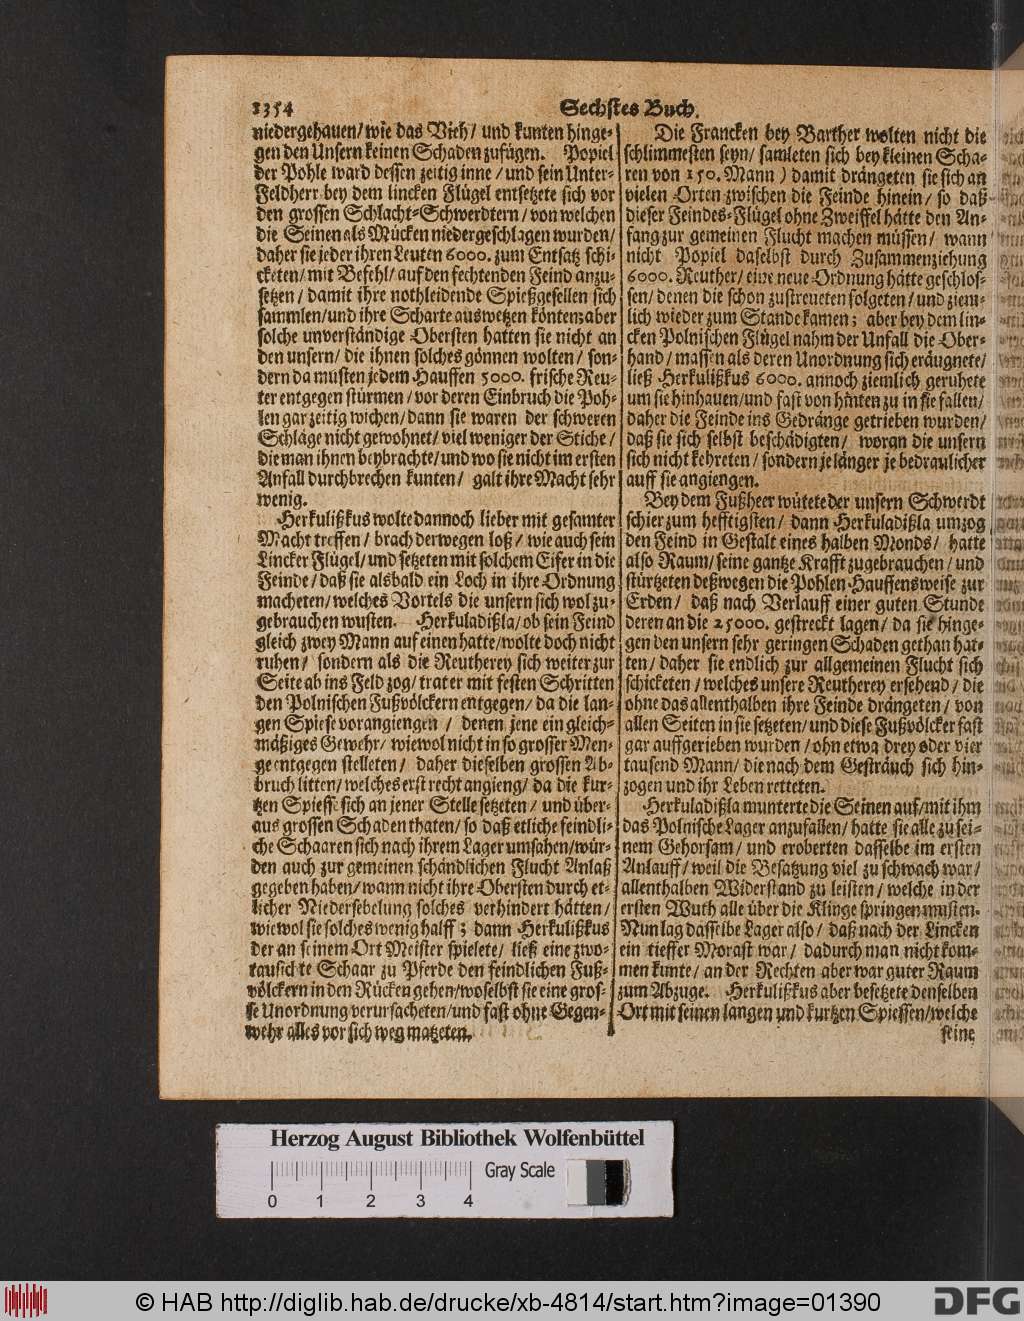 1354
Sechstes Buch.
niedergehauen/ wie das Vieh/ und kunten hinge-
gen den Unsern keinen Schaden zufügen. Popiel
der Pohle ward dessen zeitig inne/ und sein Unter-
Feldherr bey dem lincken Flügel entsetzete sich vor
den grossen Schlacht-Schwerdtern/ von welchen
die Seinen als Mücken niedergeschlagen wurden/
daher sie jeder ihren Leuten 6000. zum Entsatz schi-
cketen/ mit Befehl/ auf den fechtenden Feind anzu-
setzen/ damit ihre nothleidende Spießgesellen sich
sammlen/ und ihre Scharte auswetzen könten; aber
solche unverständige Obersten hatten sie nicht an
den unsern/ die ihnen solches gönnen wolten/ son-
dern da musten jedem Hauffen 5000. frische Reu-
ter entgegen stürmen/ vor deren Einbruch die Poh-
len gar zeitig wichen/ dann sie waren der schweren
Schläge nicht gewohnet/ viel weniger der Stiche/
die man ihnen beybrachte/ und wo sie nicht im ersten
Anfall durchbrechen kunten/ galt ihre Macht sehr
wenig.
Herkulißkus wolte dannoch lieber mit gesamter
Macht treffen/ brach derwegen loß/ wie auch sein
Lincker Flügel/ und setzeten mit solchem Eifer in die
Feinde/ daß sie alsbald ein Loch in ihre Ordnung
macheten/ welches Vortels die unsern sich wol zu-
gebrauchen wusten. Herkuladißla/ ob sein Feind
gleich zwey Mann auf einen hatte/ wolte doch nicht
ruhen/ sondern als die Reutherey sich weiter zur
Seite ab ins Feld zog/ trat er mit festen Schritten
den Polnischen Fußvölckern entgegen/ da die lan-
gen Spiese vorangiengen/ denen jene ein gleich-
mäßiges Gewehr/ wiewol nicht in so grosser Men-
ge entgegen stelleten/ daher dieselben grossen Ab-
bruch litten/ welches erst recht angieng/ da die kur-
tzen Spiesse sich an jener Stelle setzeten/ und über-
aus grossen Schaden thaten/ so daß etliche feindli-
che Schaaren sich nach ihrem Lager umsahen/ wür-
den auch zur gemeinen schändlichen Flucht Anlaß
gegeben haben/ wann nicht ihre Obersten durch et-
licher Niedersebelung solches verhindert hätten/
wiewol sie solches wenig halff; dann Herkulißkus
der an seinem Ort Meister spielete/ ließ eine zwo-
tausichte Schaar zu Pferde den feindlichen Fuß-
völckern in den Rücken gehen/ woselbst sie eine gros-
se Unordnung verursacheten/ und fast ohne Gegen-
wehr alles vor sich weg matzeten.
Die Francken bey Barther wolten nicht die
schlimmesten seyn/ samleten sich bey kleinen Scha-
ren von 150. Mann) damit drängeten sie sich an
vielen Orten zwischen die Feinde hinein/ so daß
dieser Feindes-Flügel ohne Zweiffel hätte den An-
fang zur gemeinen Flucht machen müssen/ wann
nicht Popiel daselbst durch Zusammenziehung
6000. Reuther/ eine neue Ordnung hätte geschlos-
sen/ denen die schon zustreueten folgeten/ und ziem-
lich wieder zum Stande kamen; aber bey dem lin-
cken Polnischen Flügel nahm der Unfall die Ober-
hand/ massen als deren Unordnung sich eräugnete/
ließ Herkulißkus 6000. annoch ziemlich geruhete
um sie hinhauen/ und fast von hinten zu in sie fallen/
daher die Feinde ins Gedränge getrieben wurden/
daß sie sich selbst beschädigten/ woran die unsern
sich nicht kehreten/ sondern je länger je bedraulicher
auff sie angiengen.
Bey dem Fußheer wütete der unsern Schwerdt
schier zum hefftigsten/ dann Herkuladißla umzog
den Feind in Gestalt eines halben Monds/ hatte
also Raum/ seine gantze Krafft zugebrauchen/ und
stürtzeten deßwegen die Pohlen Hauffensweise zur
Erden/ daß nach Verlauff einer guten Stunde
deren an die 25000. gestreckt lagen/ da sie hinge-
gen den unsern sehr geringen Schaden gethan hat-
ten/ daher sie endlich zur allgemeinen Flucht sich
schicketen/ welches unsere Reutherey ersehend/ die
ohne das allenthalben ihre Feinde drängeten/ von
allen Seiten in sie setzeten/ und diese Fußvölcker fast
gar auffgerieben wurden/ ohn etwa drey oder vier
tausend Mann/ die nach dem Gesträuch sich hin-
zogen und ihr Leben retteten.
Herkuladißla munterte die Seinen auf/ mit ihm
das Polnische Lager anzufallen/ hatte sie alle zu sei-
nem Gehorsam/ und eroberten dasselbe im ersten
Anlauff/ weil die Besatzung viel zu schwach war/
allenthalben Widerstand zu leisten/ welche in der
ersten Wuth alle über die Klinge springen musten.
Nun lag dasselbe Lager also/ daß nach der Lincken
ein tieffer Morast war/ dadurch man nicht kom-
men kunte/ an der Rechten aber war guter Raum
zum Abzuge. Herkulißkus aber besetzete denselben
Ort mit seinen langen und kurtzen Spiessen/ welche
seine
Herzog August Bibliothek Wolfenbüttel
Gray Scale
0 1 2 3 4
© HAB http://diglib.hab.de/drucke/xb-4814/start.htm?image=01390
DFG